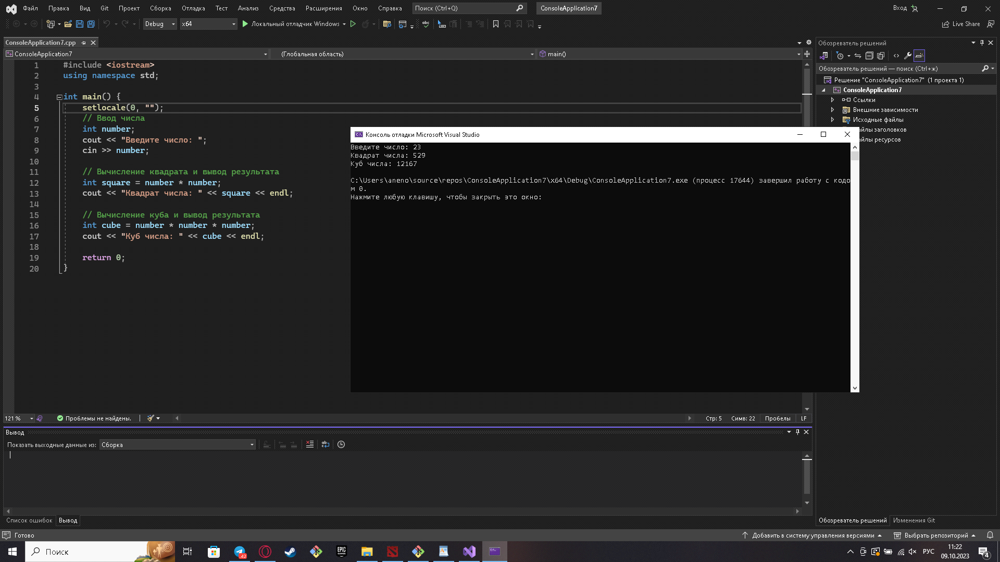 Файл Правка Вид Git Проект Сборка Отладка Тест Анализ Средства Расширения Окно Справка Поиск (Ctrl+Q) ConsoleApplication7 Вход
Debug x64 Локальный отладчик Windows Live Share
ConsoleApplication7.cpp
ConsoleApplication7 (Глобальная область) main()
1 #include <iostream>
2 using namespace std;
3
4 int main() {
5 setlocale(0, "");
6 // Ввод числа
7 int number;
8 cout << "Введите число: ";
9 cin >> number;
10
11 // Вычисление квадрата и вывод результата
12 int square = number * number;
13 cout << "Квадрат числа: " << square << endl;
14
15 // Вычисление куба и вывод результата
16 int cube = number * number * number;
17 cout << "Куб числа: " << cube << endl;
18
19 return 0;
20 }
Консоль отладки Microsoft Visual Studio
Введите число: 23
Квадрат числа: 529
Куб числа: 12167
C:\Users\aneno\source\repos\ConsoleApplication7\x64\Debug\ConsoleApplication7.exe (процесс 17644) завершил работу с кодо
м 0.
Нажмите любую клавишу, чтобы закрыть это окно:
Обозреватель решений
Обозреватель решений — поиск (Ctrl+ж)
Решение "ConsoleApplication7" (1 проекта 1)
ConsoleApplication7
Ссылки
Внешние зависимости
Исходные файлы
айлы заголовков
айлы ресурсов
121 % Проблемы не найдены. Стр: 5 Симв: 22 Пробелы LF
Вывод
Показать выходные данные из: Сборка
Список ошибок Вывод
Обозреватель решений Изменения Git
Готово Добавить в систему управления версиями Выбрать репозиторий
Поиск
42
EPIC
GAMES
РУС
11:22
09.10.2023
4